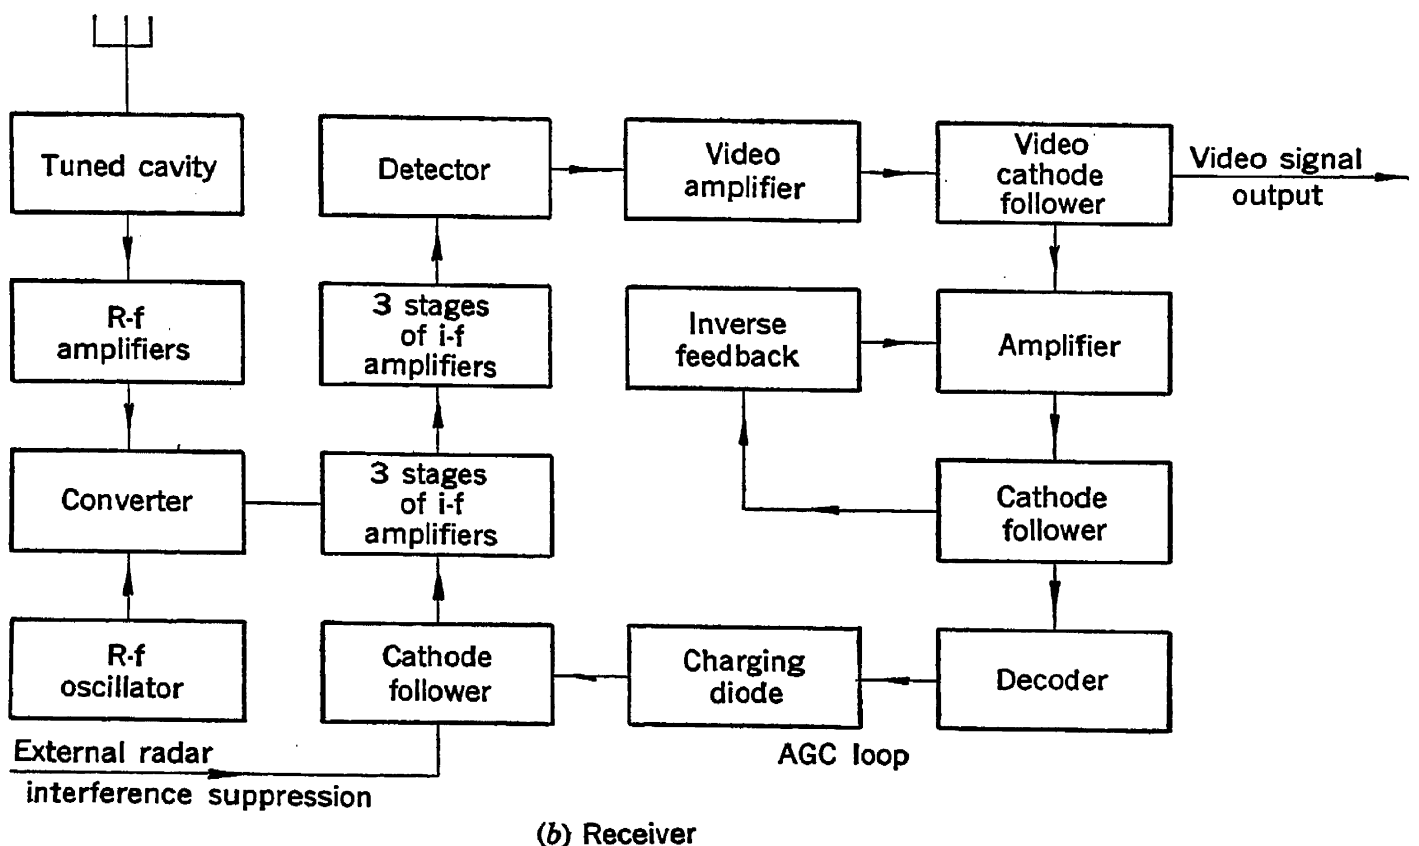 Tuned cavity
Detector
Video
amplifier
Video
cathode
follower
Video signal
output
R-f
amplifiers
3 stages
of i-f
amplifiers
Inverse
feedback
Amplifier
Converter
3 stages
of i-f
amplifiers
Cathode
follower
R-f
oscillator
Cathode
follower
Charging
diode
Decoder
External radar
interference suppression
AGC loop
(b) Receiver